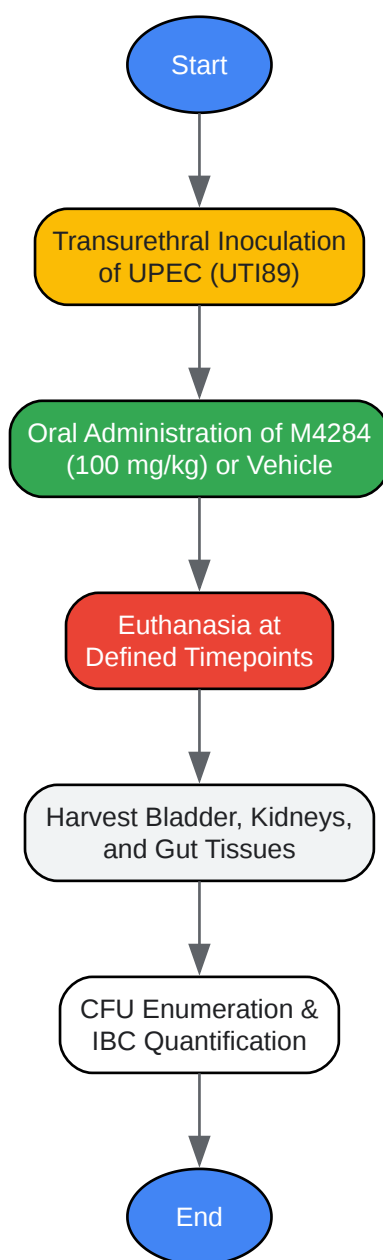 Start
Transurethral Inoculation
of UPEC (UTI89)
Oral Administration of M4284
(100 mg/kg) or Vehicle
Euthanasia at
Defined Timepoints
Harvest Bladder, Kidneys,
and Gut Tissues
CFU Enumeration &
IBC Quantification
End